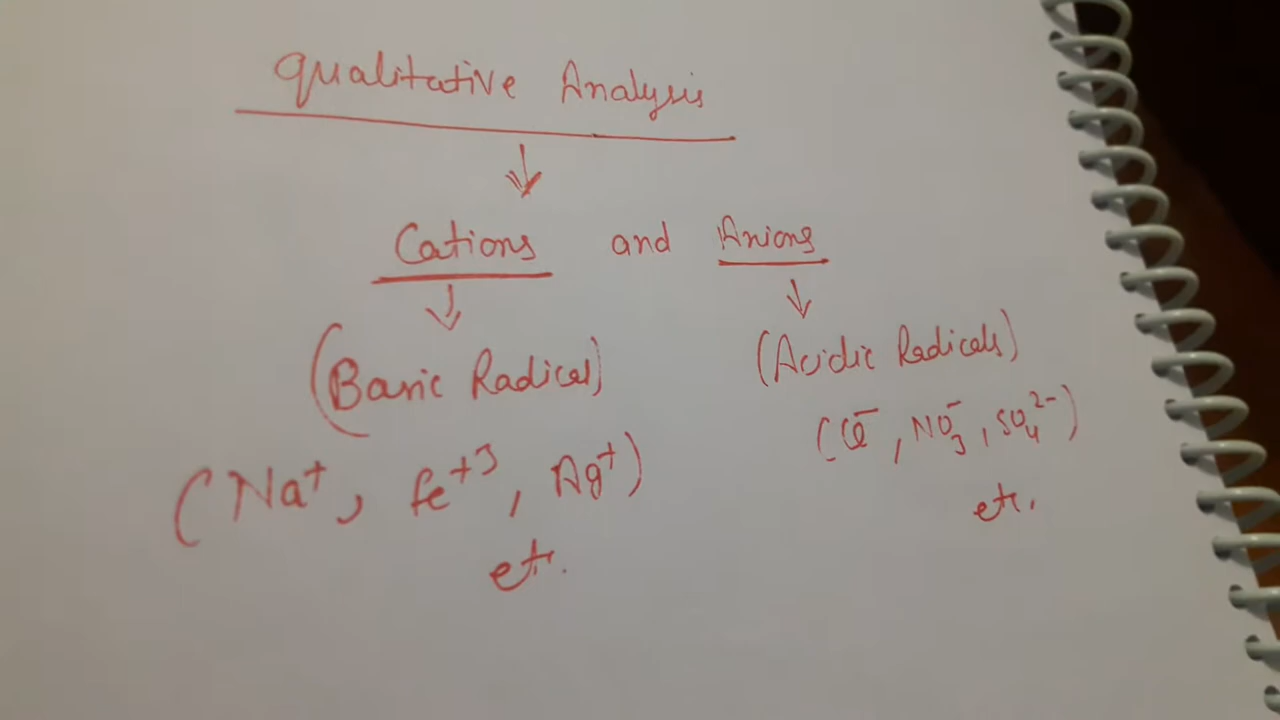 Qualitative Analysis
↓
Cations and Anions
↓ ↓
(Basic Radical) (Acidic Radicals)
(Na⁺, Fe⁺³, Ag⁺) (Cl⁻, NO₃⁻, SO₄²⁻)
etc. etc.